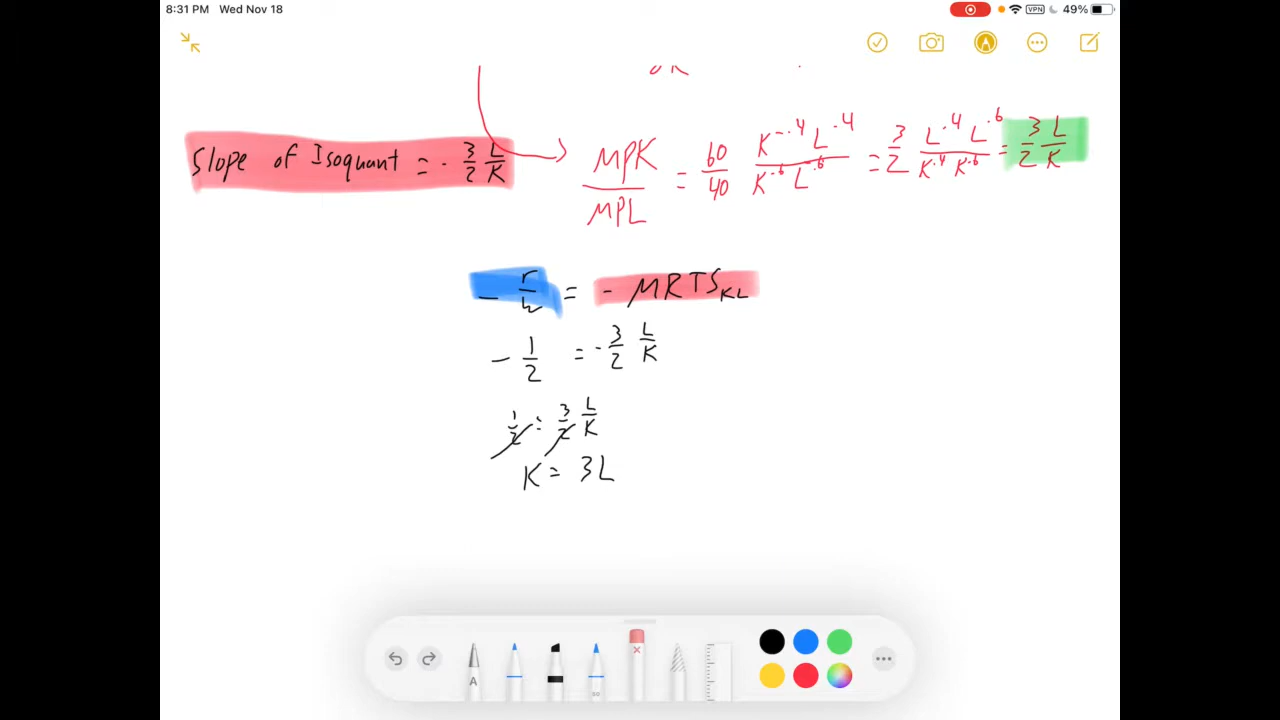 8:31 PM Wed Nov 18
VPN 49%
Slope of Isoquant = - 3/2 L/K
MPK/MPL = 60/40 K^-.4 L^.4 / K^.6 L^-.6 = 3/2 L^.4 L^.6 / K^.4 K^.6 = 3/2 L/K
- r/w = - MRTS_KL
- 1/2 = - 3/2 L/K
1/2 = 3/2 L/K
K = 3L
A